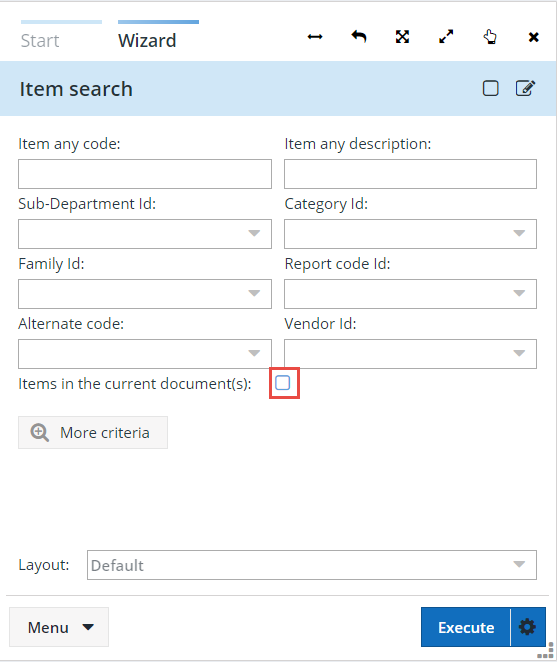 Start Wizard
Item search
Item any code: Item any description:
Sub-Department Id: Category Id:
Family Id: Report code Id:
Alternate code: Vendor Id:
Items in the current document(s):
More criteria
Layout: Default
Menu Execute